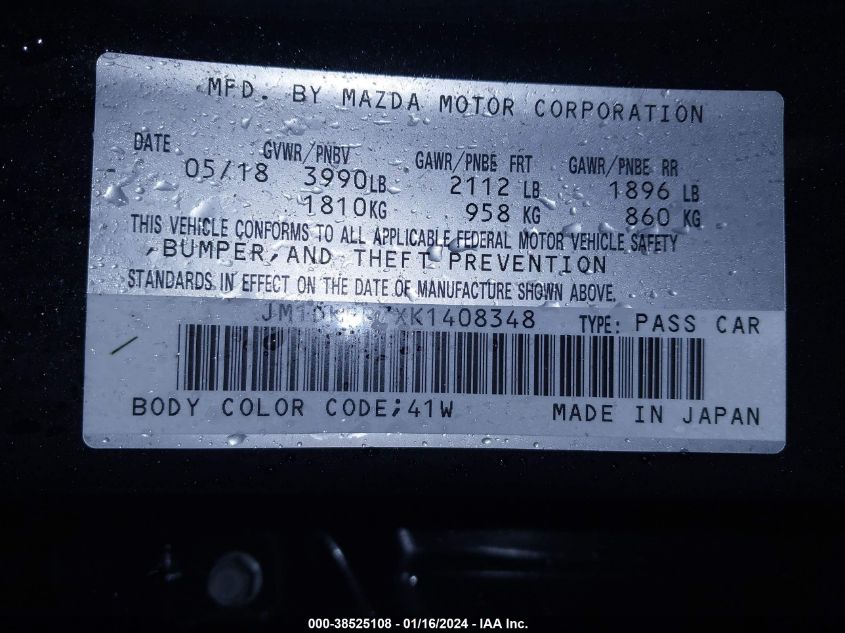 MFD. BY MAZDA MOTOR CORPORATION
DATE GVWR/PNBV GAWR/PNBE FRT GAWR/PNBE RR
05/18 3990LB 2112 LB 1896 LB
1810KG 958 KG 860 KG
THIS VEHICLE CONFORMS TO ALL APPLICABLE FEDERAL MOTOR VEHICLE SAFETY
,BUMPER,AND THEFT PREVENTION
STANDARDS IN EFFECT ON THE DATE OF MANUFACTURE SHOWN ABOVE.
TYPE: PASS CAR
BODY COLOR CODE;41W MADE IN JAPAN
000-38525108 - 01/16/2024 - IAA Inc.